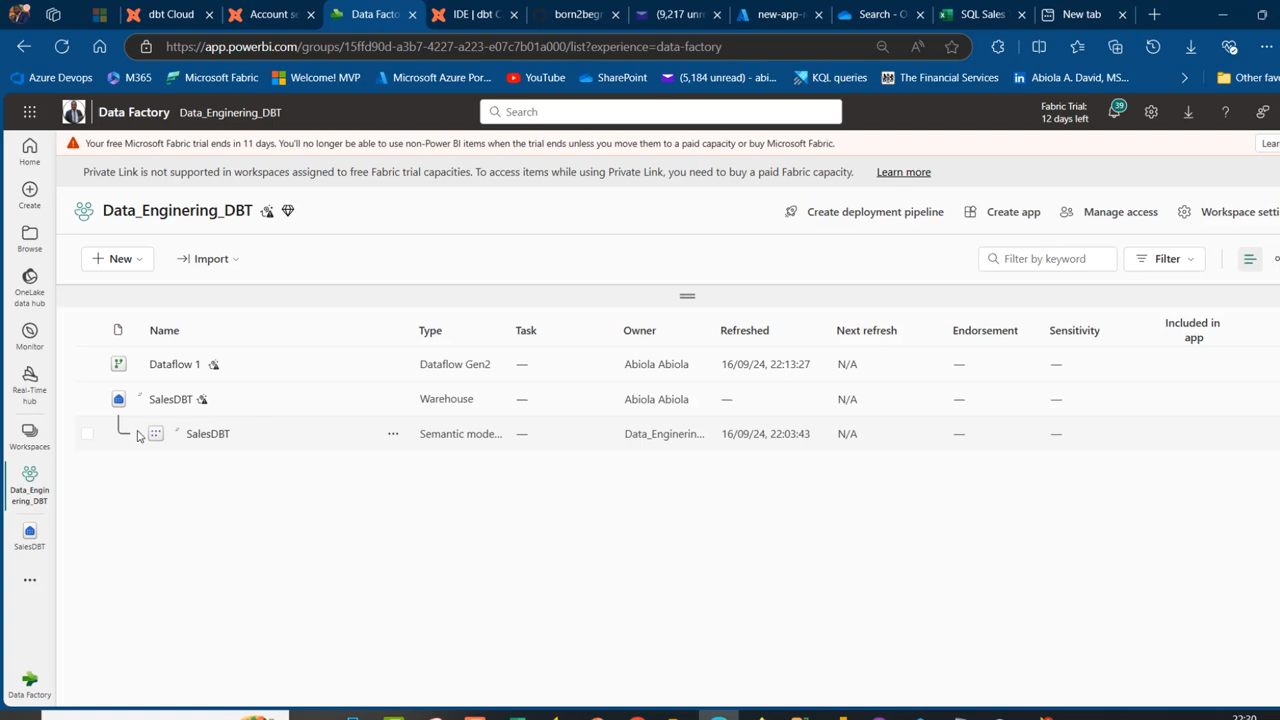 dbt Cloud
Account se
Data Factory
IDE | dbt C
born2begr
(9,217 unre
new-app-r
Search - O
SQL Sales
New tab
https://app.powerbi.com/groups/15ffd90d-a3b7-4227-a223-e07c7b01a000/list?experience=data-factory
Azure Devops
M365
Microsoft Fabric
Welcome! MVP
Microsoft Azure Por...
YouTube
SharePoint
(5,184 unread) - abi...
KQL queries
The Financial Services
Abiola A. David, MS...
Other fav
Data Factory
Data_Enginering_DBT
Search
Fabric Trial:
12 days left
39
Your free Microsoft Fabric trial ends in 11 days. You'll no longer be able to use non-Power BI items when the trial ends unless you move them to a paid capacity or buy Microsoft Fabric.
Lear
Private Link is not supported in workspaces assigned to free Fabric trial capacities. To access items while using Private Link, you need to buy a paid Fabric capacity.
Learn more
Home
Create
Browse
OneLake
data hub
Monitor
Real-Time
hub
Workspaces
Data_Engin
ering_DBT
SalesDBT
Data Factory
Data_Enginering_DBT
Create deployment pipeline
Create app
Manage access
Workspace setti
New
Import
Filter by keyword
Filter
Name
Type
Task
Owner
Refreshed
Next refresh
Endorsement
Sensitivity
Included in
app
Dataflow 1
Dataflow Gen2
—
Abiola Abiola
16/09/24, 22:13:27
N/A
—
—
SalesDBT
Warehouse
—
Abiola Abiola
—
N/A
—
—
SalesDBT
...
Semantic mode...
—
Data_Enginerin...
16/09/24, 22:03:43
N/A
—
—
22:20